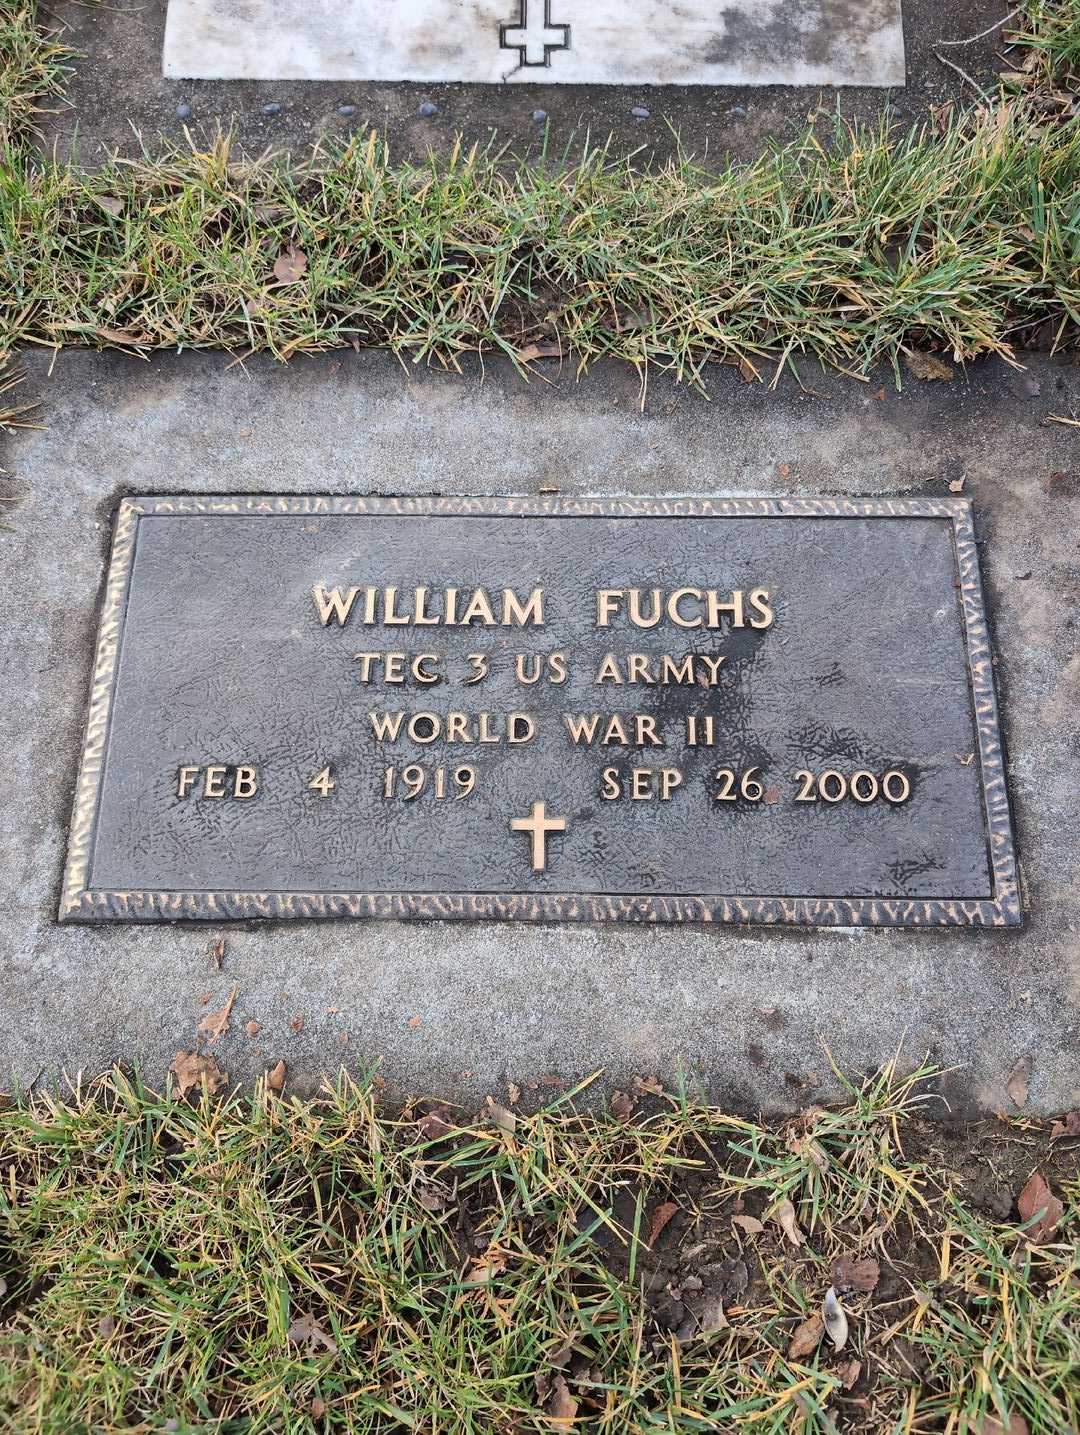 WILLIAM FUCHS
TEC 3 US ARMY
WORLD WAR II
FEB 4 1919 SEP 26 2000